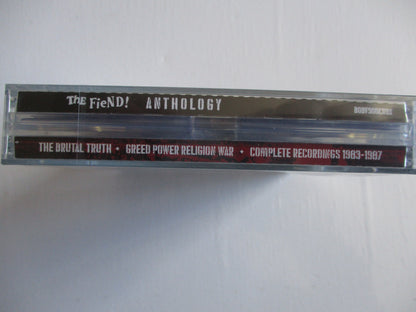 THE FieND! ANTHOLOGY
THE BRUTAL TRUTH • GREED POWER RELIGION WAR • COMPLETE RECORDINGS 1983-1987